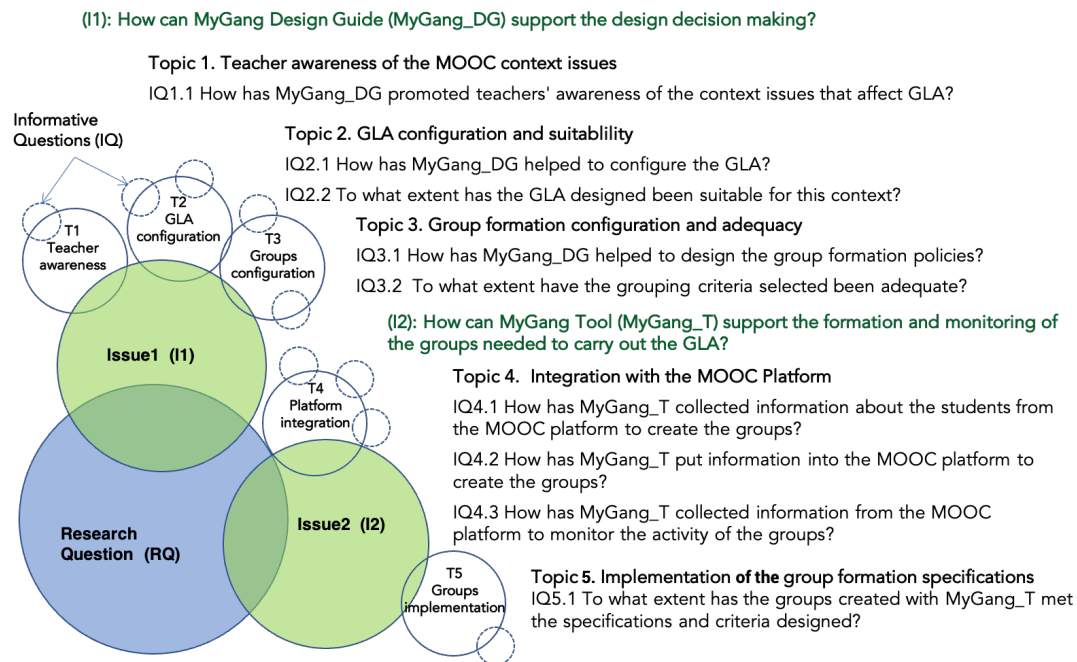 (I1): How can MyGang Design Guide (MyGang_DG) support the design decision making?
Topic 1. Teacher awareness of the MOOC context issues
IQ1.1 How has MyGang_DG promoted teachers' awareness of the context issues that affect GLA?
Informative
Questions (IQ)
Topic 2. GLA configuration and suitablility
IQ2.1 How has MyGang_DG helped to configure the GLA?
IQ2.2 To what extent has the GLA designed been suitable for this context?
T1
Teacher
awareness
T2
GLA
configuration
T3
Groups
configuration
Topic 3. Group formation configuration and adequacy
IQ3.1 How has MyGang_DG helped to design the group formation policies?
IQ3.2 To what extent have the grouping criteria selected been adequate?
(I2): How can MyGang Tool (MyGang_T) support the formation and monitoring of
the groups needed to carry out the GLA?
Issue1 (I1)
T4
Platform
integration
Topic 4. Integration with the MOOC Platform
IQ4.1 How has MyGang_T collected information about the students from
the MOOC platform to create the groups?
IQ4.2 How has MyGang_T put information into the MOOC platform to
create the groups?
IQ4.3 How has MyGang_T collected information from the MOOC
platform to monitor the activity of the groups?
Research
Question (RQ)
Issue2 (I2)
T5
Groups
implementation
Topic 5. Implementation of the group formation specifications
IQ5.1 To what extent has the groups created with MyGang_T met
the specifications and criteria designed?